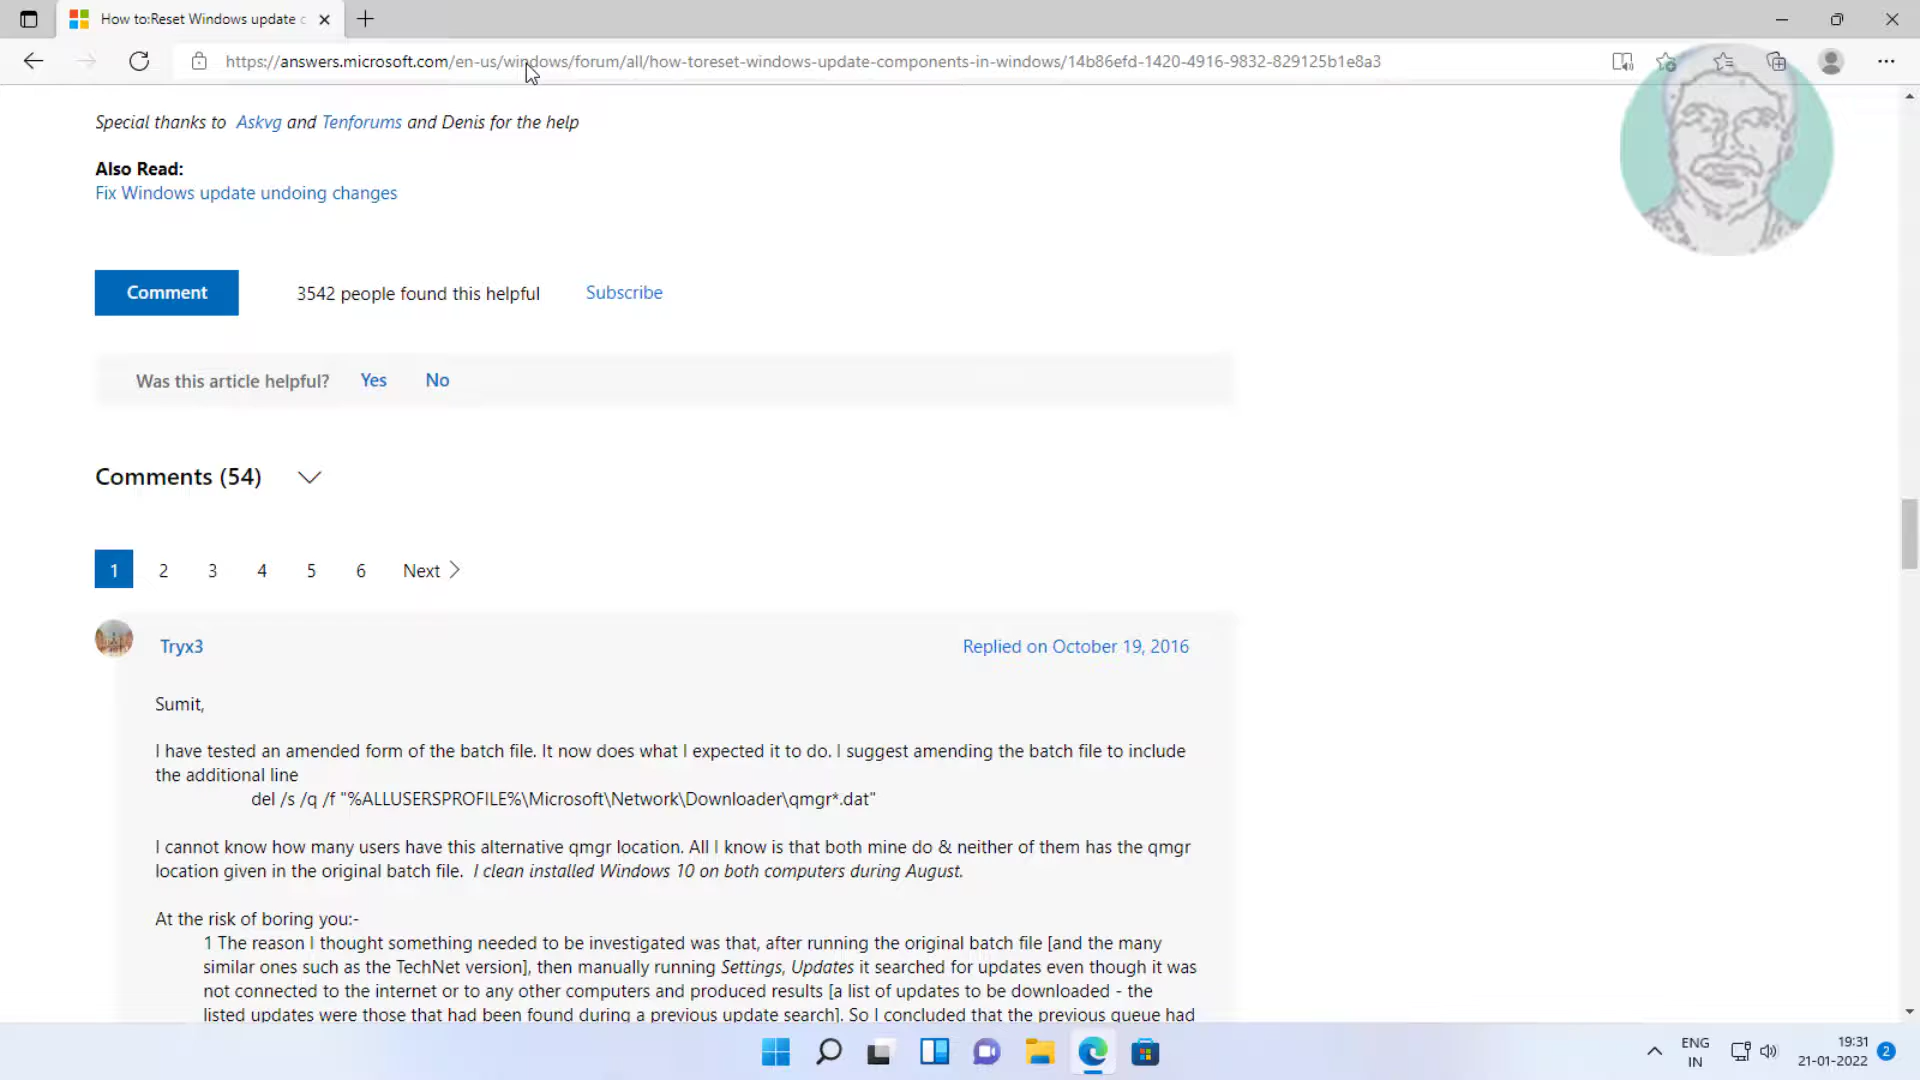 How to:Reset Windows update c
https://answers.microsoft.com/en-us/windows/forum/all/how-toreset-windows-update-components-in-windows/14b86efd-1420-4916-9832-829125b1e8a3
Special thanks to Askvg and Tenforums and Denis for the help
Also Read:
Fix Windows update undoing changes
Comment 3542 people found this helpful Subscribe
Was this article helpful? Yes No
Comments (54)
1 2 3 4 5 6 Next
Tryx3 Replied on October 19, 2016
Sumit,
I have tested an amended form of the batch file. It now does what I expected it to do. I suggest amending the batch file to include
the additional line
del /s /q /f "%ALLUSERSPROFILE%\Microsoft\Network\Downloader\qmgr*.dat"
I cannot know how many users have this alternative qmgr location. All I know is that both mine do & neither of them has the qmgr
location given in the original batch file. I clean installed Windows 10 on both computers during August.
At the risk of boring you:-
1 The reason I thought something needed to be investigated was that, after running the original batch file [and the many
similar ones such as the TechNet version], then manually running Settings, Updates it searched for updates even though it was
not connected to the internet or to any other computers and produced results [a list of updates to be downloaded - the
listed updates were those that had been found during a previous update search]. So I concluded that the previous queue had
ENG
IN
19:31
21-01-2022
2